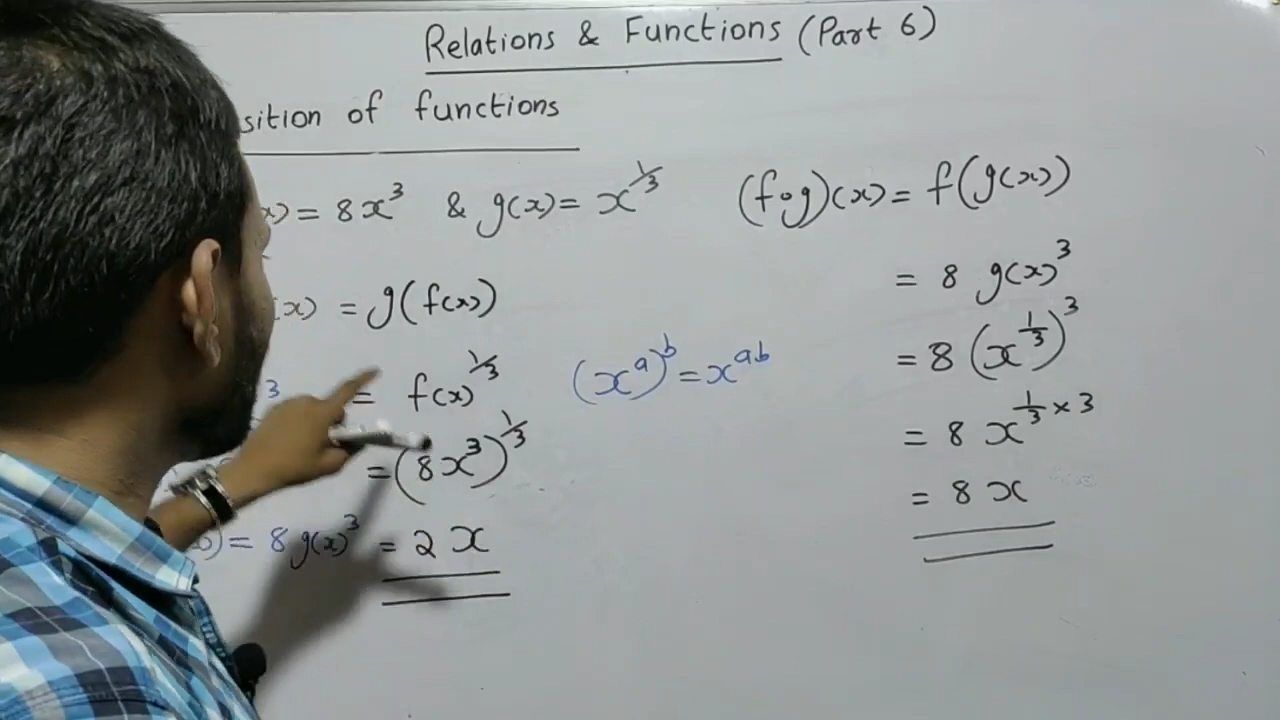 Relations & Functions (Part 6)
sition of functions
x) = 8x³ & g(x) = x^{1/3}
(x) = g(f(x))
3 = f(x)^{1/3}
= (8x³)^{1/3}
) = 8 g(x)³ = 2x
(x^a)^b = x^{ab}
(f∘g)(x) = f(g(x))
= 8 g(x)³
= 8 (x^{1/3})³
= 8 x^{1/3 × 3}
= 8x